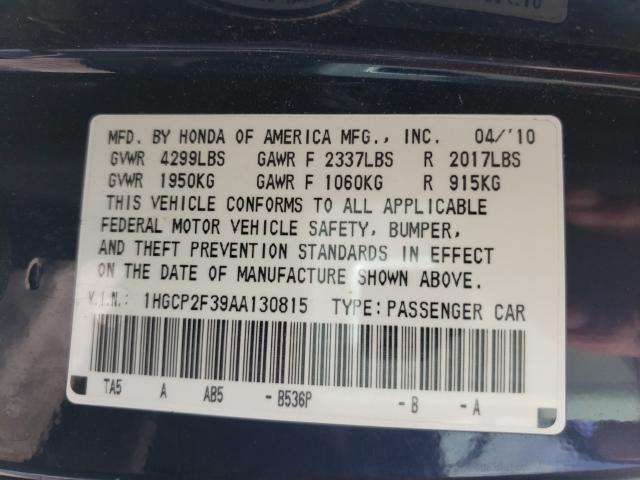 MFD. BY HONDA OF AMERICA MFG., INC. 04/'10
GVWR 4299LBS GAWR F 2337LBS R 2017LBS
GVWR 1950KG GAWR F 1060KG R 915KG
THIS VEHICLE CONFORMS TO ALL APPLICABLE
FEDERAL MOTOR VEHICLE SAFETY, BUMPER,
AND THEFT PREVENTION STANDARDS IN EFFECT
ON THE DATE OF MANUFACTURE SHOWN ABOVE.
V.I.N.: 1HGCP2F39AA130815 TYPE: PASSENGER CAR
TA5 A AB5 - B536P - B - A